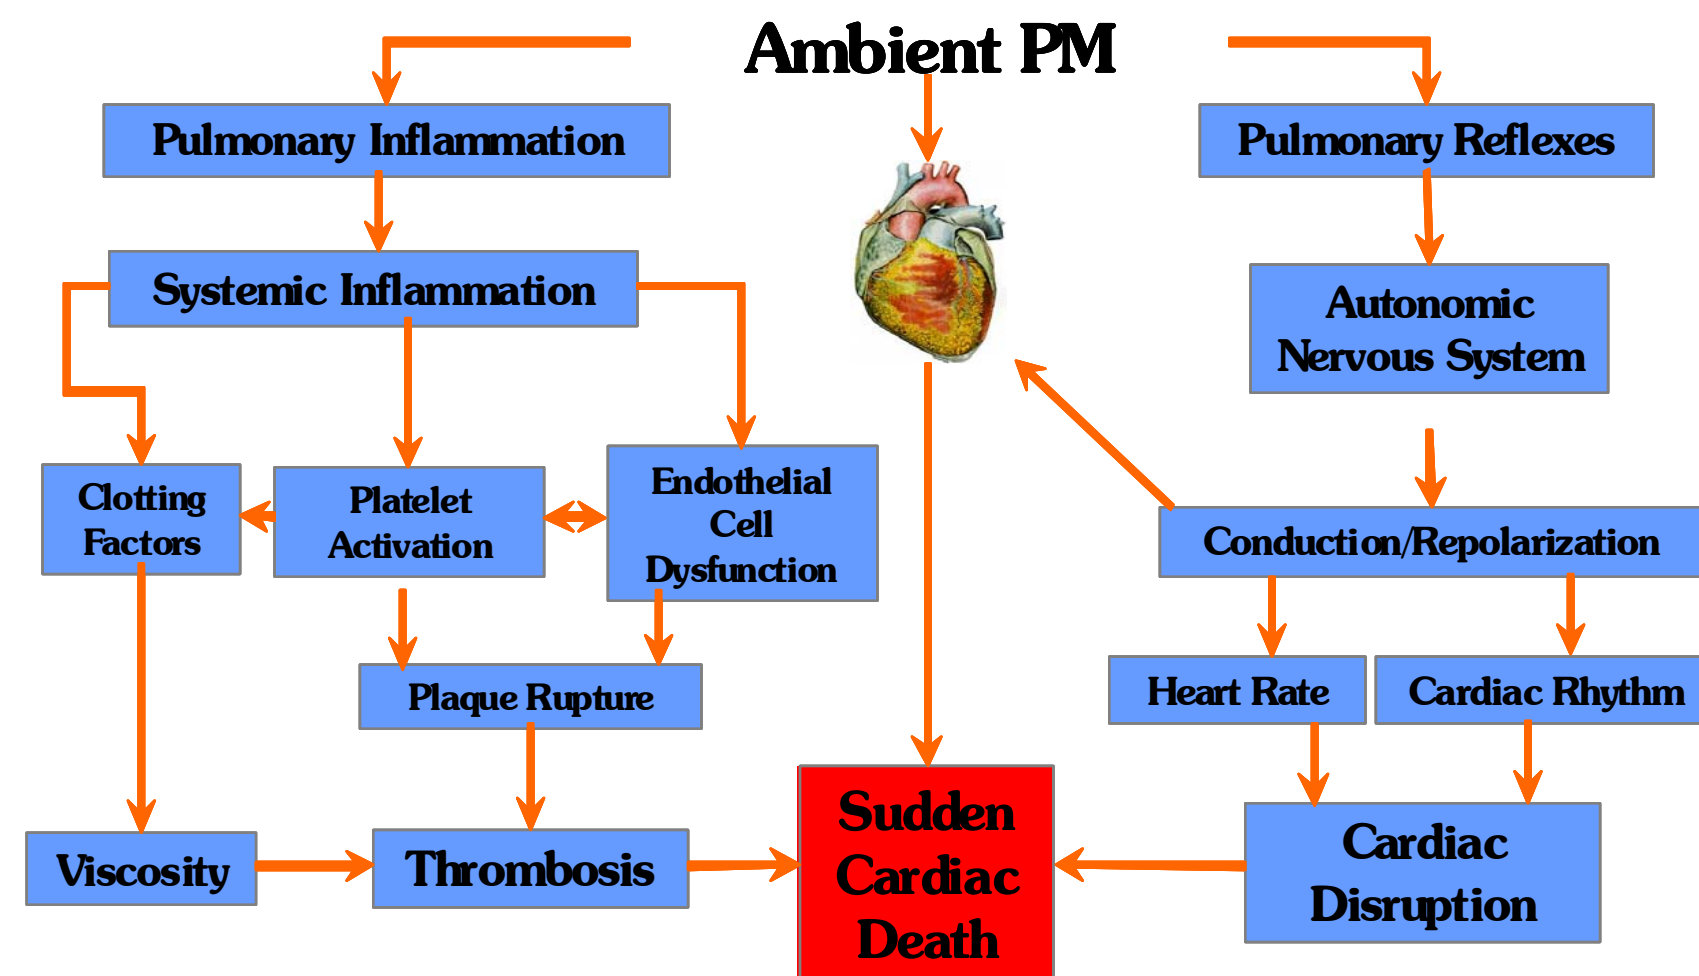 Ambient PM
Pulmonary Inflammation
Pulmonary Reflexes
Systemic Inflammation
Autonomic
Nervous System
Clotting
Factors
Platelet
Activation
Endothelial
Cell
Dysfunction
Conduction/Repolarization
Plaque Rupture
Heart Rate
Cardiac Rhythm
Viscosity
Thrombosis
Sudden
Cardiac
Death
Cardiac
Disruption